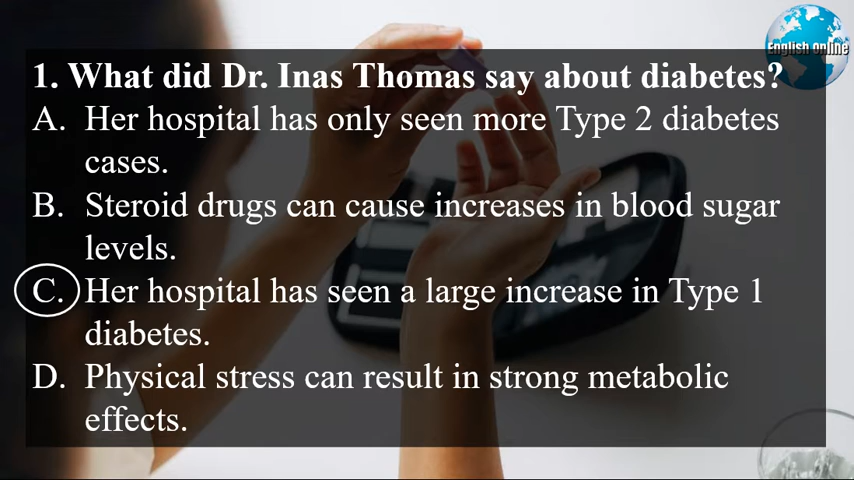 English online
1. What did Dr. Inas Thomas say about diabetes?
A. Her hospital has only seen more Type 2 diabetes
cases.
B. Steroid drugs can cause increases in blood sugar
levels.
C. Her hospital has seen a large increase in Type 1
diabetes.
D. Physical stress can result in strong metabolic
effects.